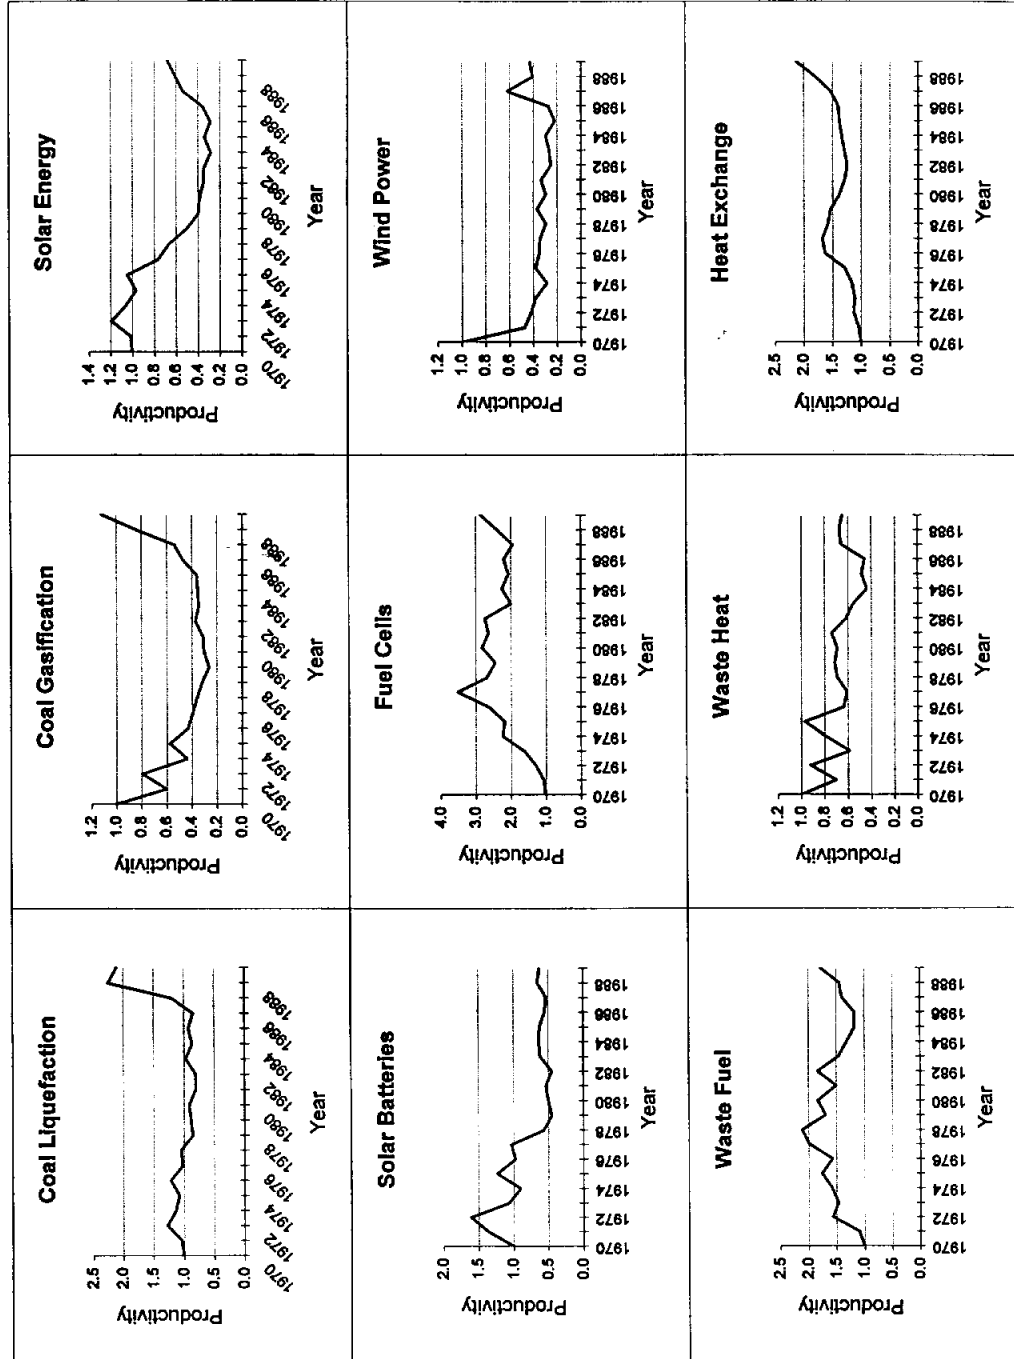 Coal Liquefaction
Productivity
2.5
2.0
1.5
1.0
0.5
0.0
1970 1972 1974 1976 1978 1980 1982 1984 1986 1988
Year
Coal Gasification
Productivity
1.2
1.0
0.8
0.6
0.4
0.2
0.0
1970 1972 1974 1976 1978 1980 1982 1984 1986 1988
Year
Solar Energy
Productivity
1.4
1.2
1.0
0.8
0.6
0.4
0.2
0.0
1970 1972 1974 1976 1978 1980 1982 1984 1986 1988
Year
Solar Batteries
Productivity
2.0
1.5
1.0
0.5
0.0
1970 1972 1974 1976 1978 1980 1982 1984 1986 1988
Year
Fuel Cells
Productivity
4.0
3.0
2.0
1.0
0.0
1970 1972 1974 1976 1978 1980 1982 1984 1986 1988
Year
Wind Power
Productivity
1.2
1.0
0.8
0.6
0.4
0.2
0.0
1970 1972 1974 1976 1978 1980 1982 1984 1986 1988
Year
Waste Fuel
Productivity
2.5
2.0
1.5
1.0
0.5
0.0
1970 1972 1974 1976 1978 1980 1982 1984 1986 1988
Year
Waste Heat
Productivity
1.2
1.0
0.8
0.6
0.4
0.2
0.0
1970 1972 1974 1976 1978 1980 1982 1984 1986 1988
Year
Heat Exchange
Productivity
2.5
2.0
1.5
1.0
0.5
0.0
1970 1972 1974 1976 1978 1980 1982 1984 1986 1988
Year